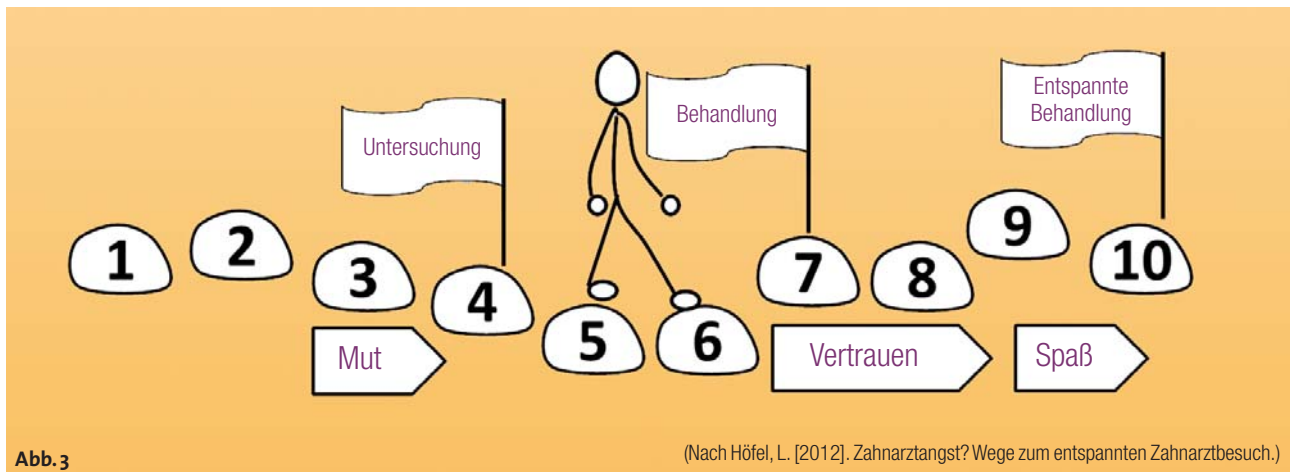 Untersuchung
Behandlung
Entspannte
Behandlung
1
2
3
4
5
6
7
8
9
10
Mut
Vertrauen
Spaß
Abb. 3
(Nach Höfel, L. [2012]. Zahnarztangst? Wege zum entspannten Zahnarztbesuch.)